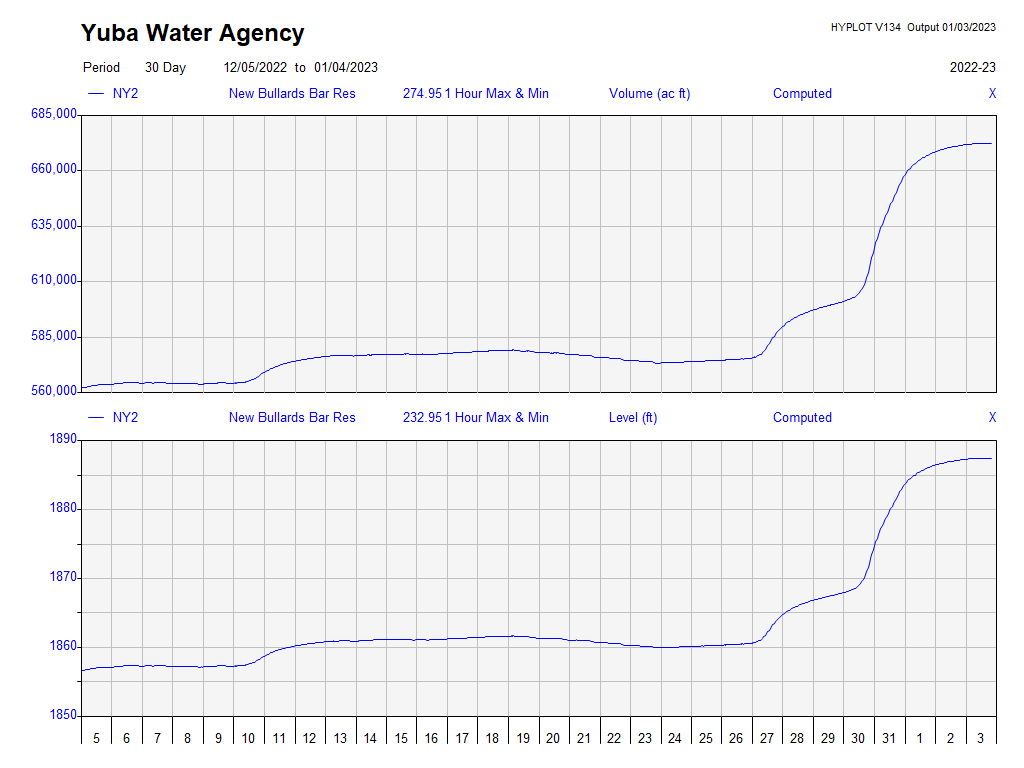 Yuba Water Agency
HYPLOT V134 Output 01/03/2023
Period 30 Day 12/05/2022 to 01/04/2023 2022-23
NY2 New Bullards Bar Res 274.95 1 Hour Max & Min Volume (ac ft) Computed X
685,000
660,000
635,000
610,000
585,000
560,000
NY2 New Bullards Bar Res 232.95 1 Hour Max & Min Level (ft) Computed X
1890
1880
1870
1860
1850
5 6 7 8 9 10 11 12 13 14 15 16 17 18 19 20 21 22 23 24 25 26 27 28 29 30 31 1 2 3